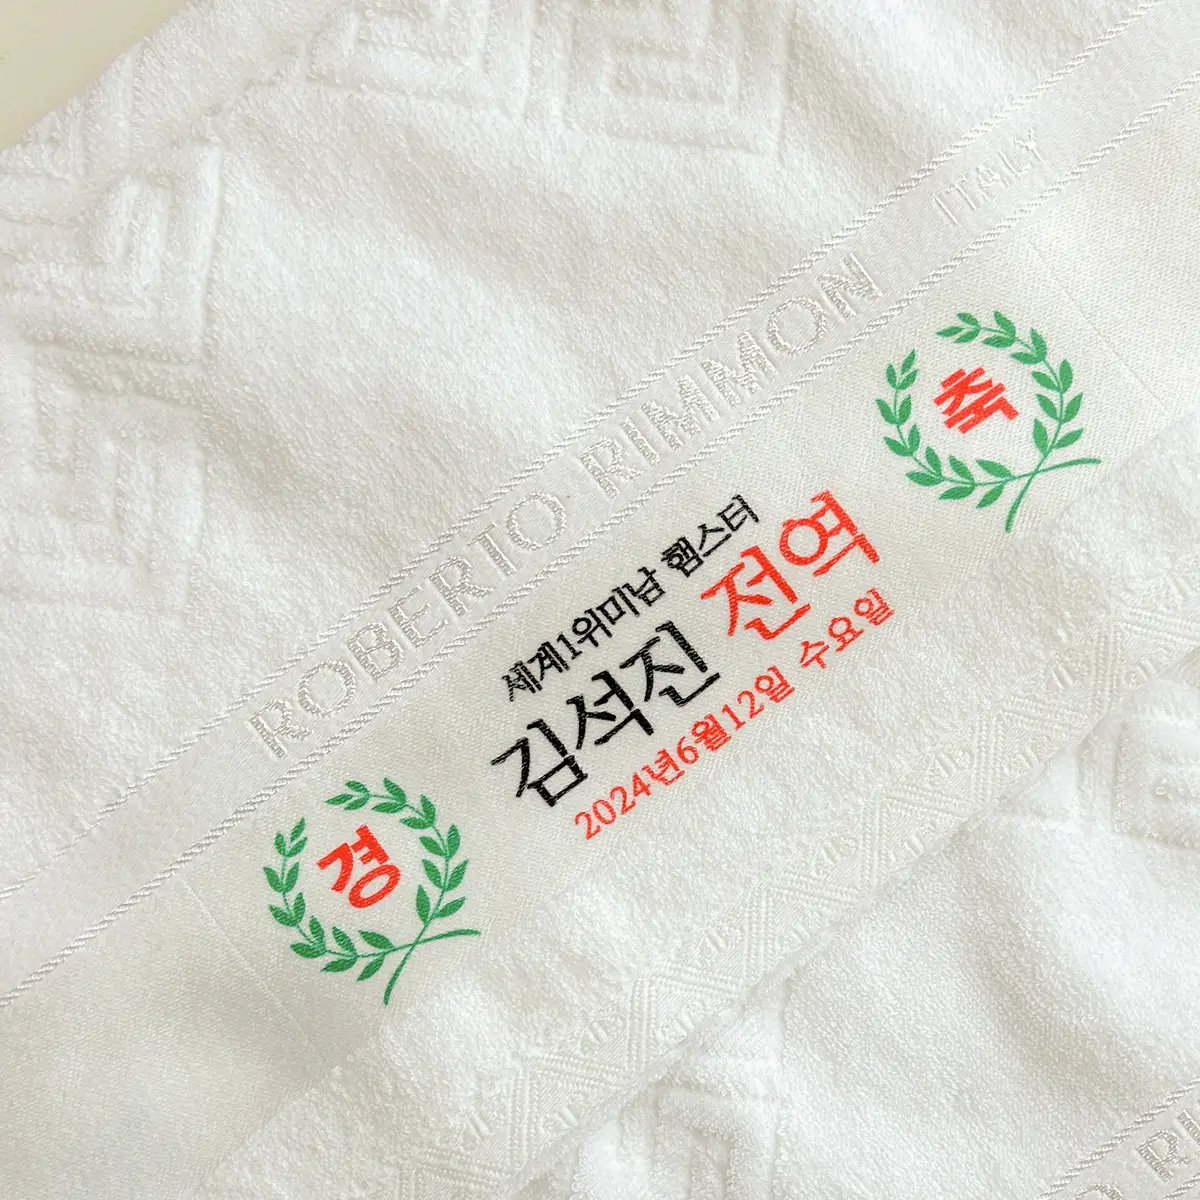 ROBERTO RIMMON ITALY
경
세계1위미남 햄스터
김석진 전역
2024년6월12일 수요일
축